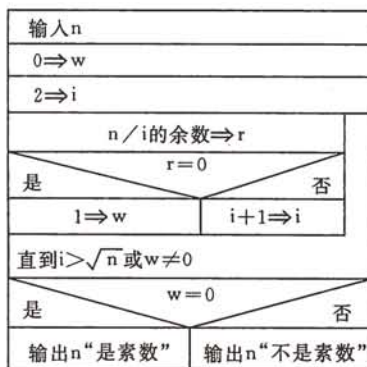 输入n
0⇒w
2⇒i
n/i的余数⇒r
r=0
是 否
1⇒w i+1⇒i
直到i>√n或w≠0
w=0
是 否
输出n“是素数” 输出n“不是素数”